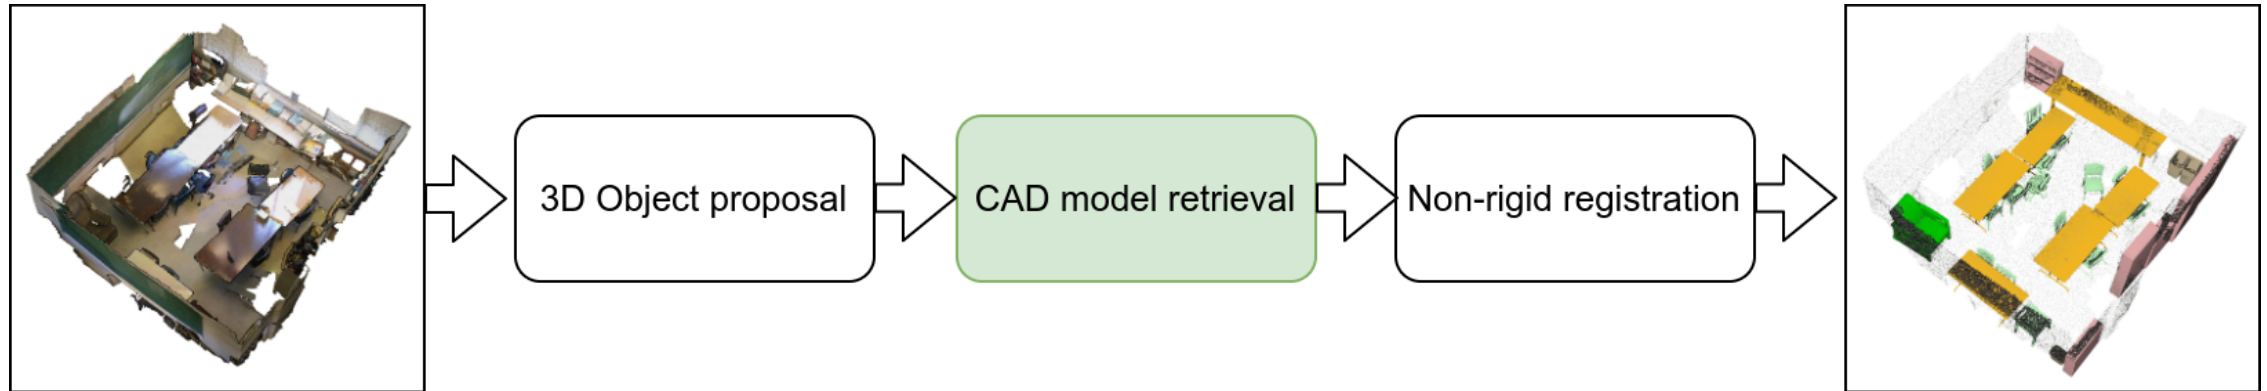 3D Object proposal
CAD model retrieval
Non-rigid registration